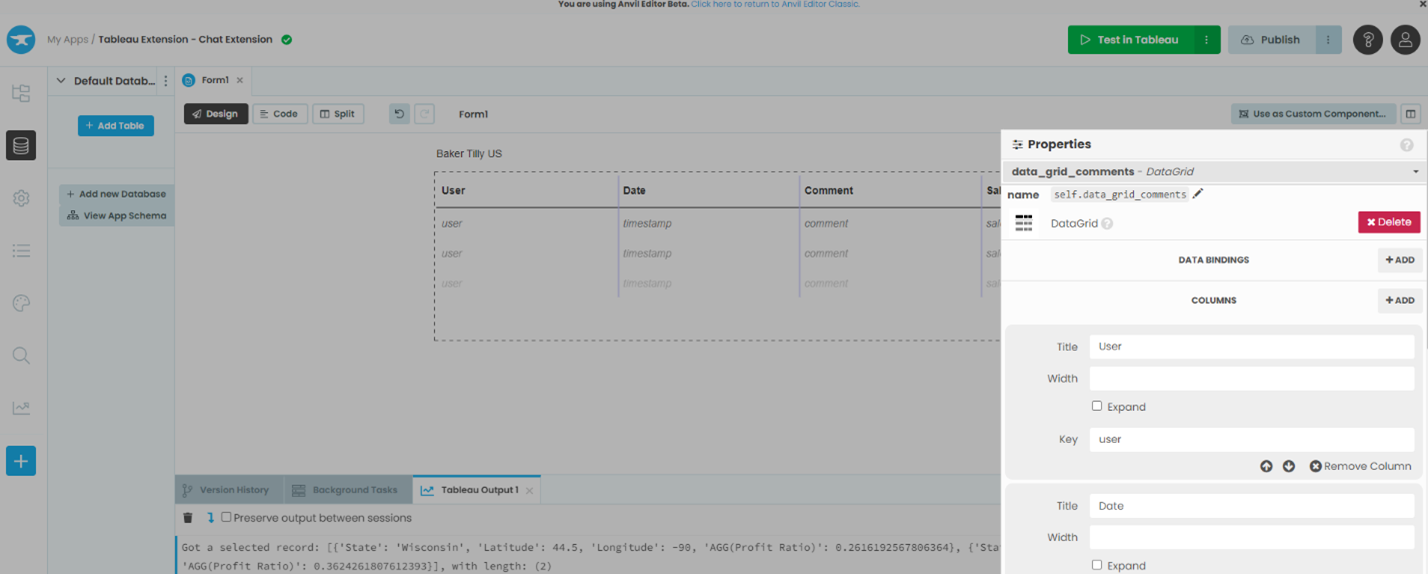 You are using Anvil Editor Beta. Click here to return to Anvil Editor Classic.
My Apps / Tableau Extension - Chat Extension
Test in Tableau
Publish
Default Datab...
Form1
+ Add Table
+ Add new Database
View App Schema
Design
Code
Split
Form1
Use as Custom Component...
Baker Tilly US
User Date Comment Sal
user timestamp comment sal
user timestamp comment sal
user timestamp comment
Properties
data_grid_comments - DataGrid
name self.data_grid_comments
DataGrid
Delete
DATA BINDINGS
+ ADD
COLUMNS
+ ADD
Title User
Width
Expand
Key user
Remove Column
Title Date
Width
Expand
Version History
Background Tasks
Tableau Output 1
Preserve output between sessions
Got a selected record: [{'State': 'Wisconsin', 'Latitude': 44.5, 'Longitude': -90, 'AGG(Profit Ratio)': 0.2616192567806364}, {'Sta
'AGG(Profit Ratio)': 0.3624261807612393}], with length: (2)